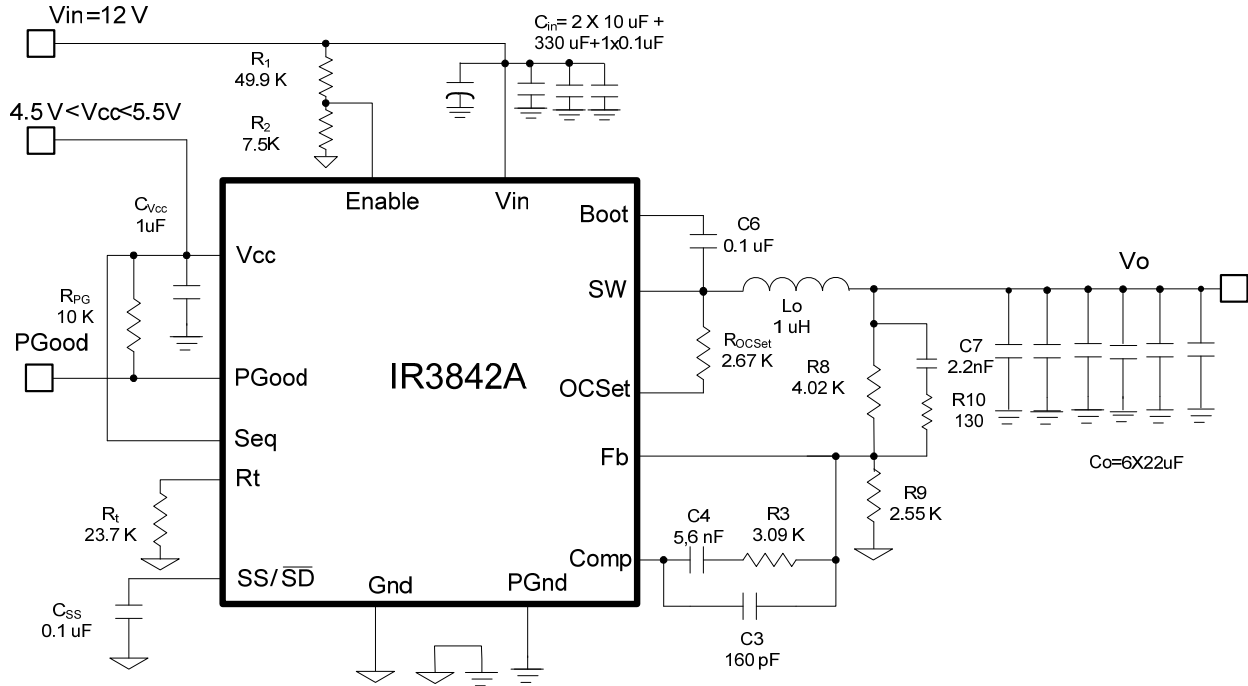 Vin=12 V
Cin= 2 X 10 uF +
330 uF+1x0.1uF
R1
49.9 K
4.5 V<Vcc<5.5V
R2
7.5K
Enable
Vin
CVcc
1uF
Boot
C6
0.1 uF
Vcc
Vo
SW
RPG
10 K
Lo
1 uH
PGood
ROCSet
2.67 K
C7
2.2nF
R8
4.02 K
PGood
IR3842A
OCSet
R10
130
Seq
Fb
Co=6X22uF
Rt
R9
2.55 K
Rt
23.7 K
C4
5,6 nF
R3
3.09 K
Comp
SS/SD
Gnd
PGnd
CSS
0.1 uF
C3
160 pF